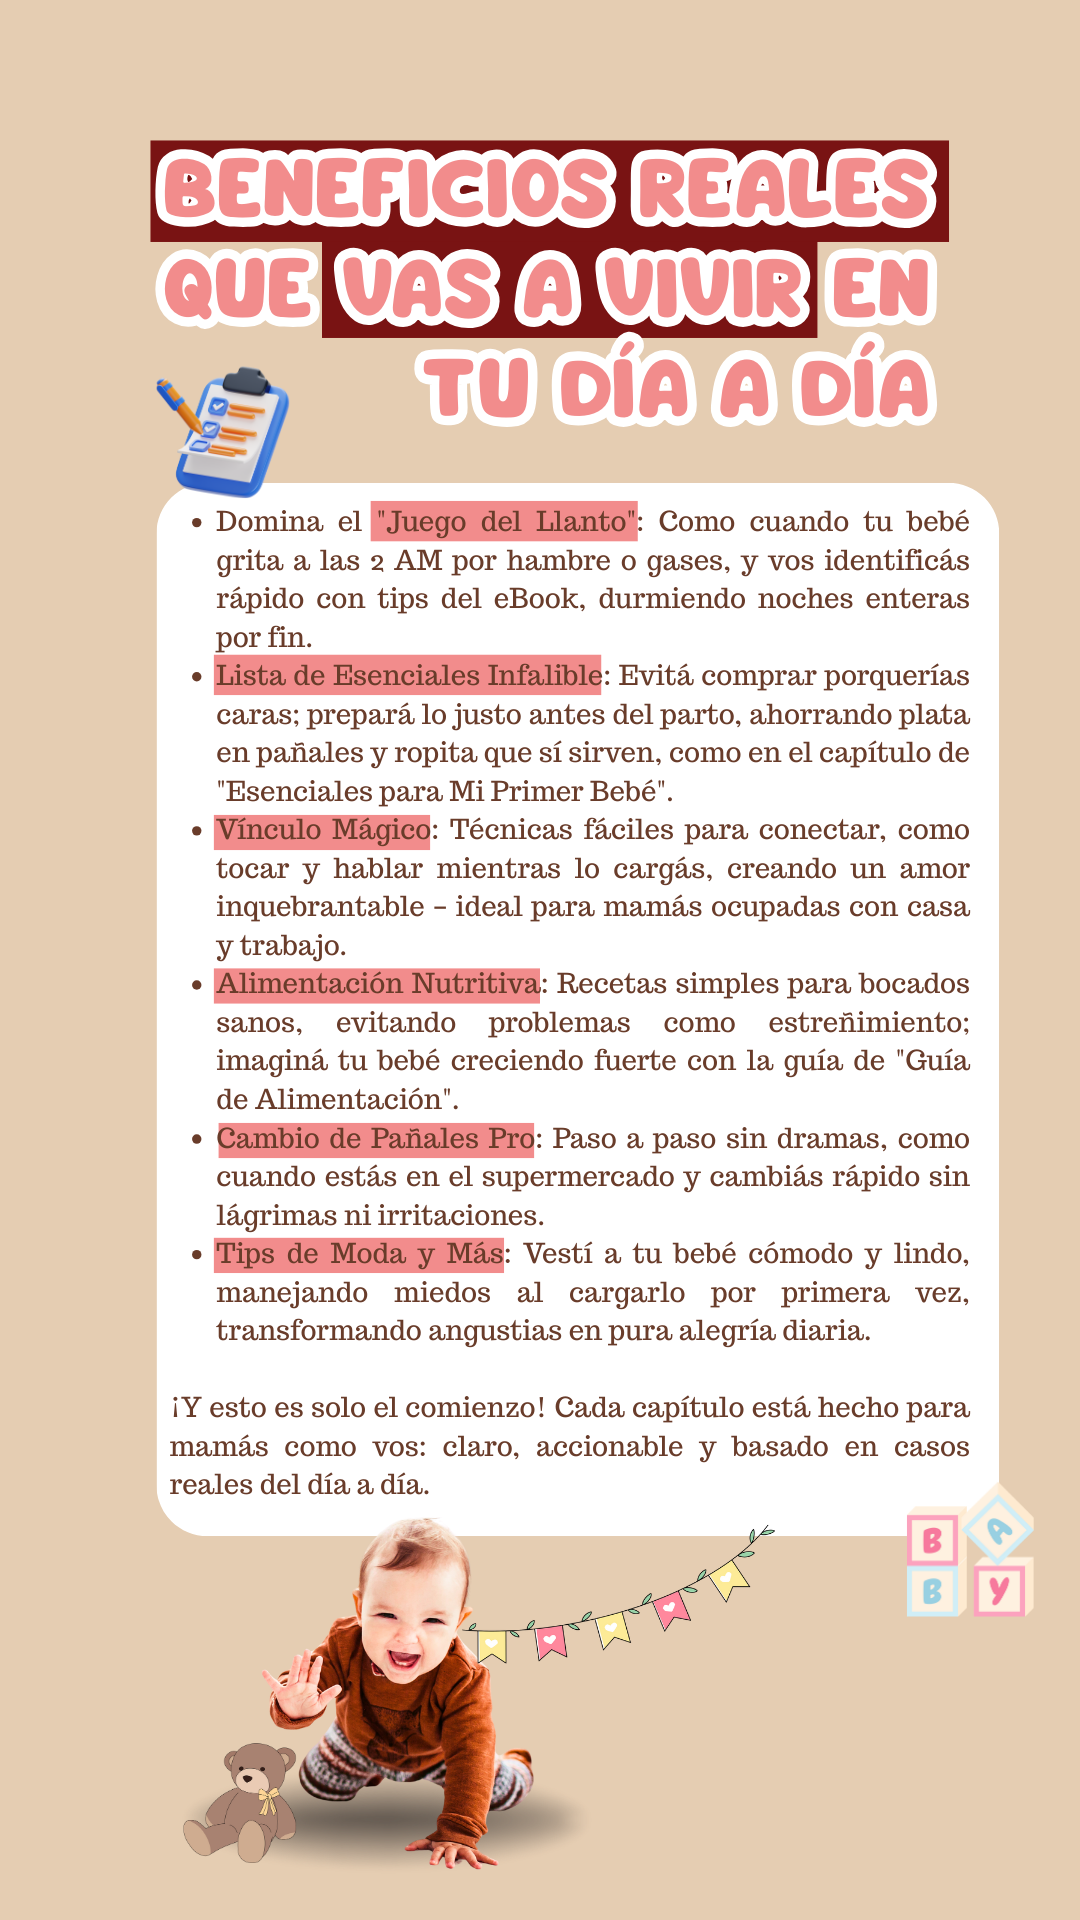 BENEFICIOS REALES
QUE VAS A VIVIR EN
TU DÍA A DÍA
• Domina el "Juego del Llanto": Como cuando tu bebé
grita a las 2 AM por hambre o gases, y vos identificás
rápido con tips del eBook, durmiendo noches enteras
por fin.
• Lista de Esenciales Infalible: Evitá comprar porquerías
caras; prepará lo justo antes del parto, ahorrando plata
en pañales y ropita que sí sirven, como en el capítulo de
"Esenciales para Mi Primer Bebé".
• Vínculo Mágico: Técnicas fáciles para conectar, como
tocar y hablar mientras lo cargás, creando un amor
inquebrantable – ideal para mamás ocupadas con casa
y trabajo.
• Alimentación Nutritiva: Recetas simples para bocados
sanos, evitando problemas como estreñimiento;
imaginá tu bebé creciendo fuerte con la guía de "Guía
de Alimentación".
• Cambio de Pañales Pro: Paso a paso sin dramas, como
cuando estás en el supermercado y cambiás rápido sin
lágrimas ni irritaciones.
• Tips de Moda y Más: Vestí a tu bebé cómodo y lindo,
manejando miedos al cargarlo por primera vez,
transformando angustias en pura alegría diaria.
¡Y esto es solo el comienzo! Cada capítulo está hecho para
mamás como vos: claro, accionable y basado en casos
reales del día a día.
B A
B Y